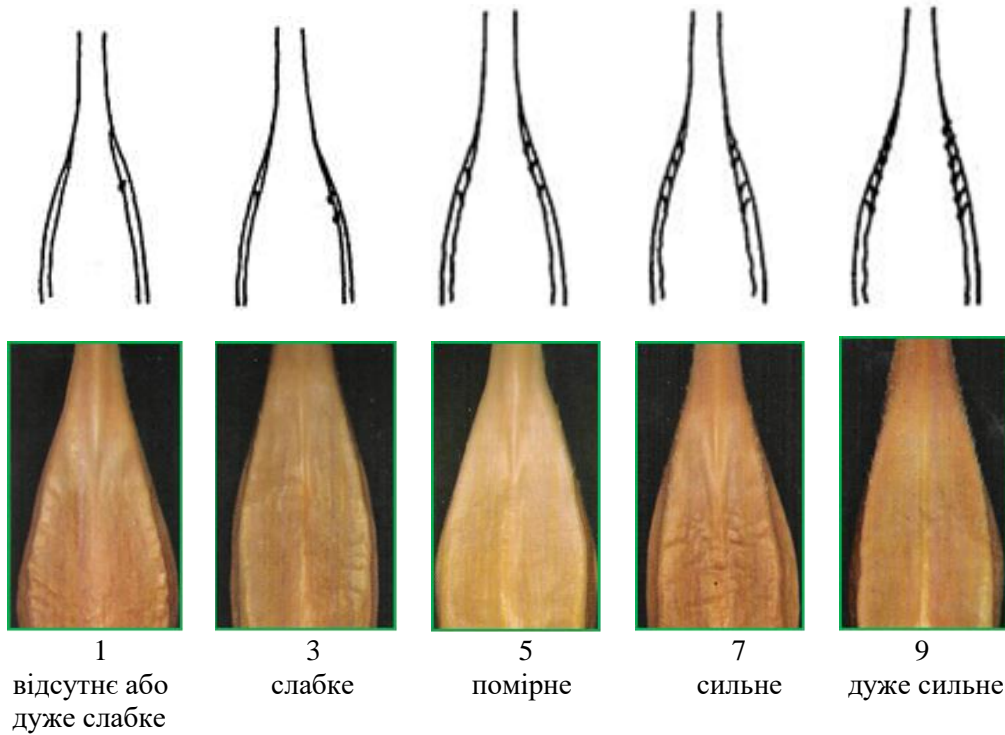 1 3 5 7 9
відсутнє або слабке помірне сильне дуже сильне
дуже слабке